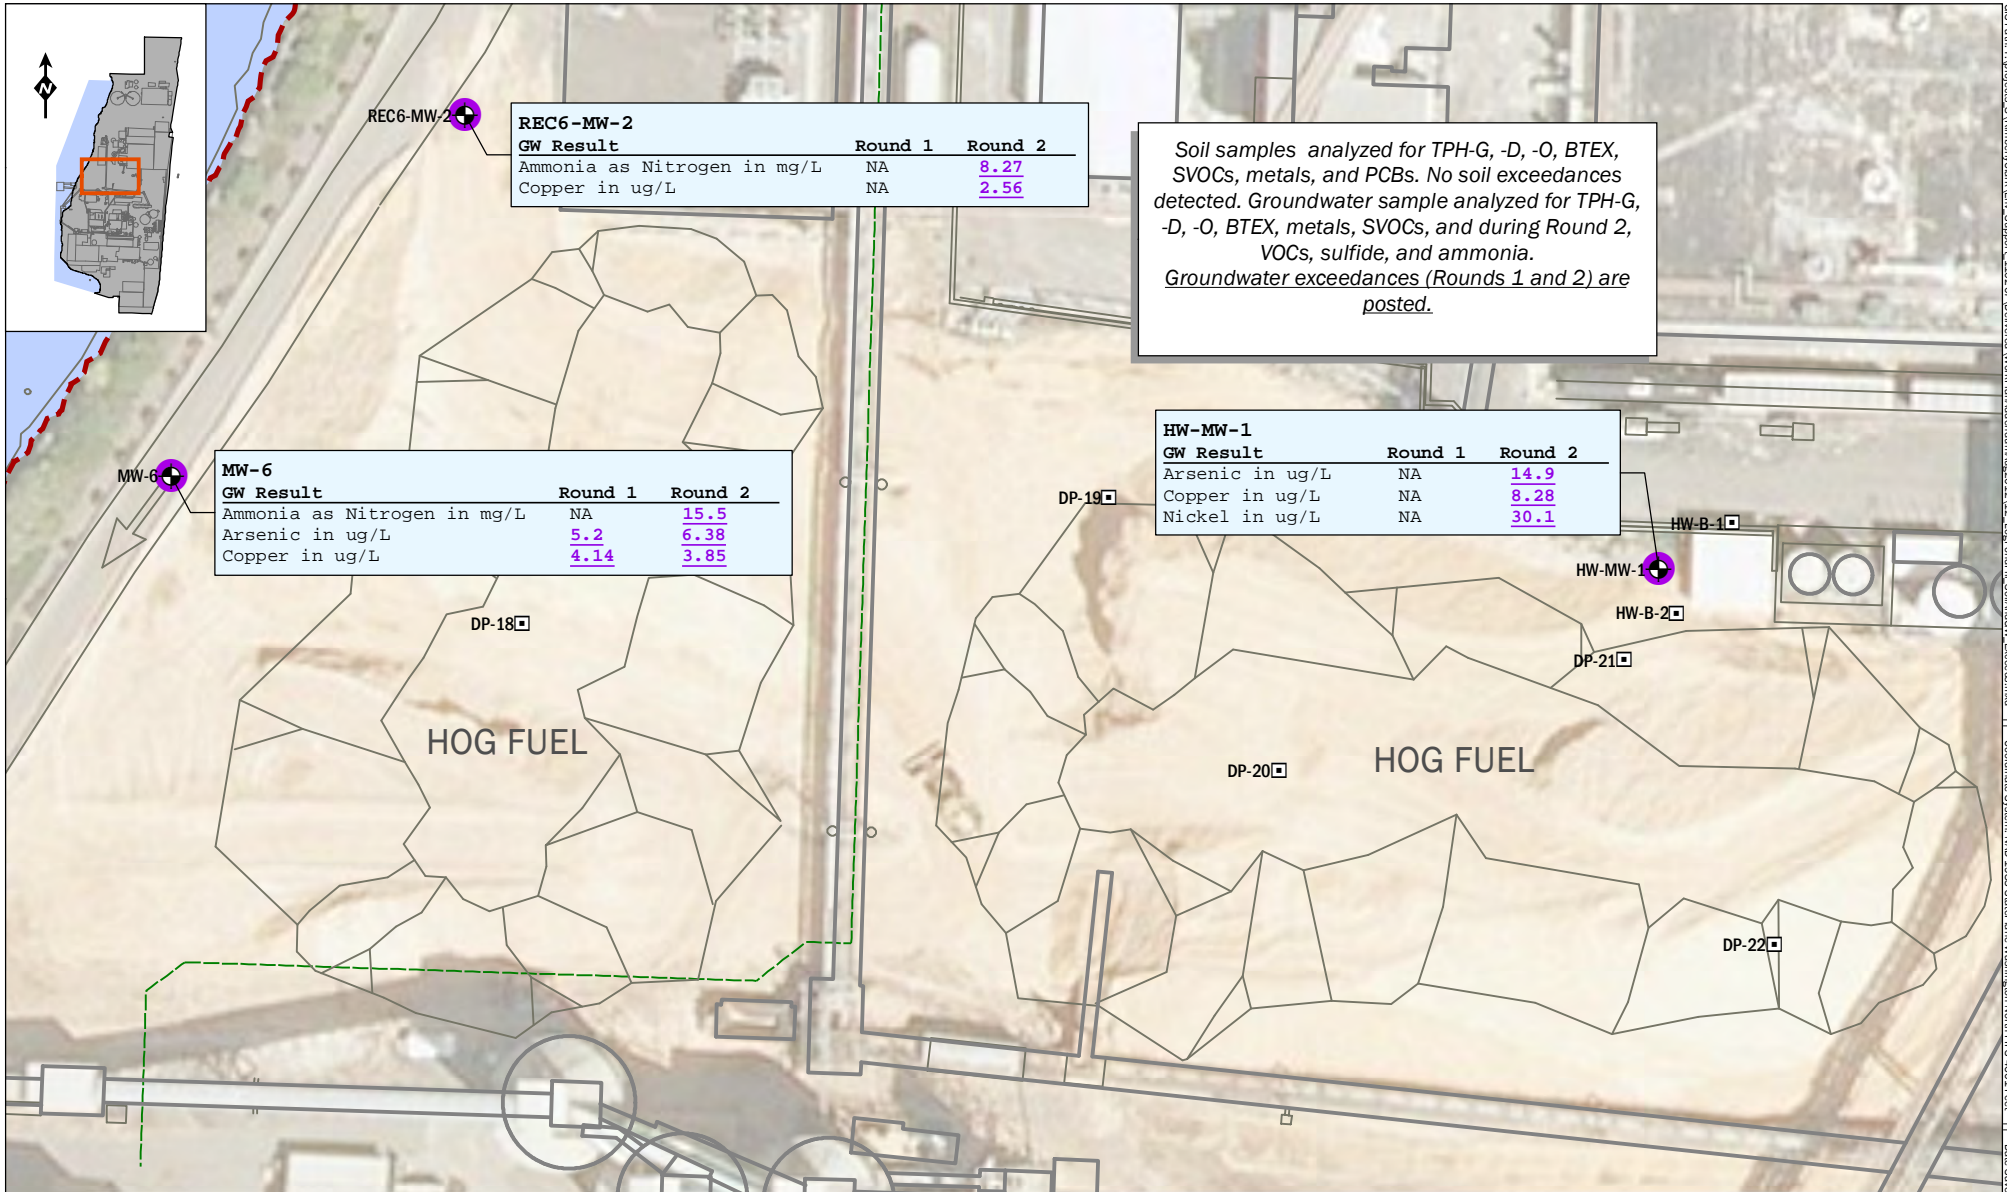 N
REC6-MW-2
REC6-MW-2
GW Result Round 1 Round 2
Ammonia as Nitrogen in mg/L NA 8.27
Copper in ug/L NA 2.56
Soil samples analyzed for TPH-G, -D, -O, BTEX,
SVOCs, metals, and PCBs. No soil exceedances
detected. Groundwater sample analyzed for TPH-G,
-D, -O, BTEX, metals, SVOCs, and during Round 2,
VOCs, sulfide, and ammonia.
Groundwater exceedances (Rounds 1 and 2) are
posted.
MW-6
MW-6
GW Result Round 1 Round 2
Ammonia as Nitrogen in mg/L NA 15.5
Arsenic in ug/L 5.2 6.38
Copper in ug/L 4.14 3.85
HW-MW-1
GW Result Round 1 Round 2
Arsenic in ug/L NA 14.9
Copper in ug/L NA 8.28
Nickel in ug/L NA 30.1
DP-19
HW-B-1
HW-MW-1
HW-B-2
DP-18
DP-21
HOG FUEL
DP-20
HOG FUEL
DP-22